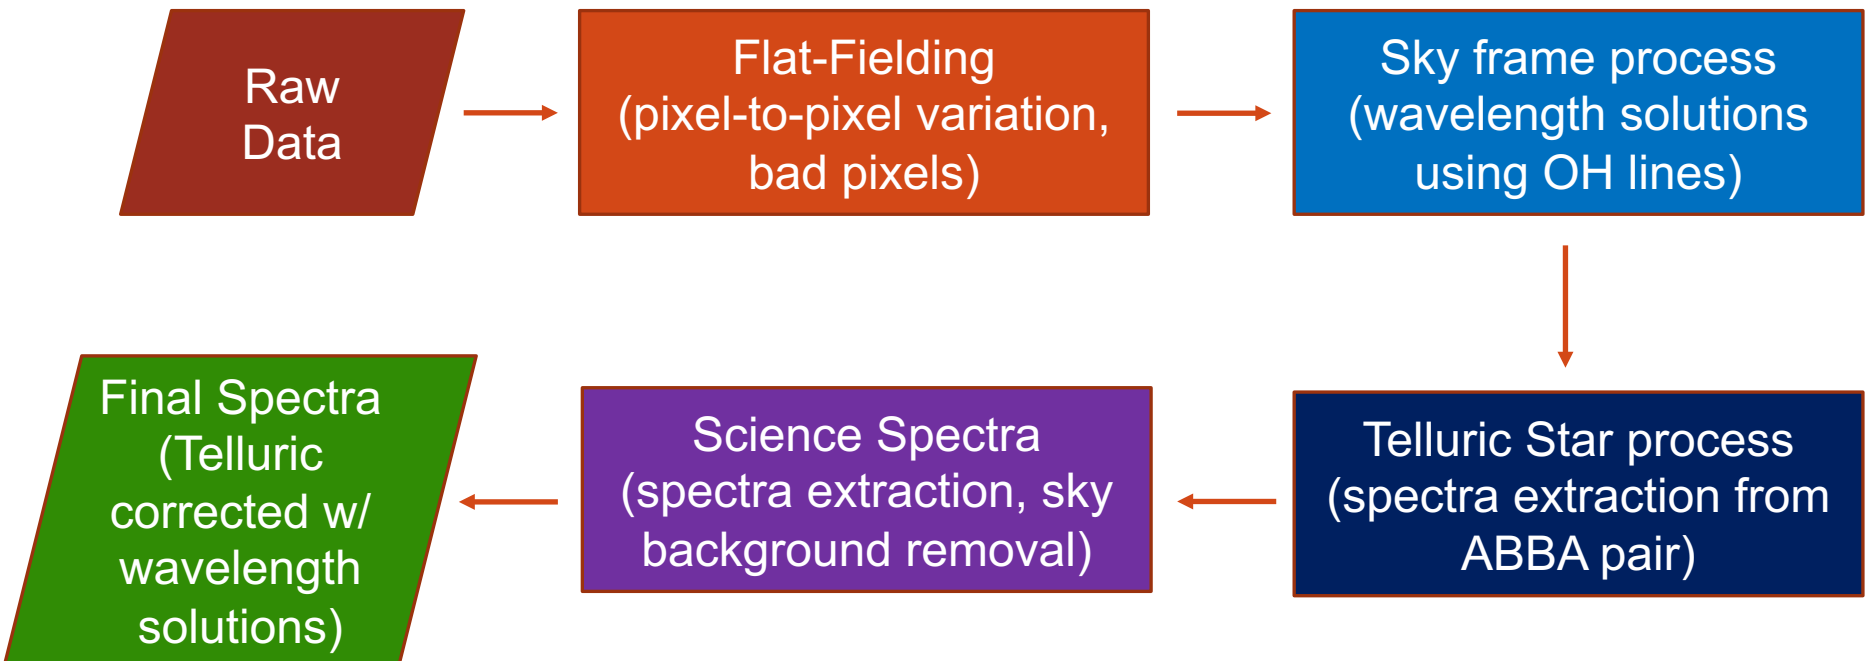 Raw
Data
Flat-Fielding
(pixel-to-pixel variation,
bad pixels)
Sky frame process
(wavelength solutions
using OH lines)
Telluric Star process
(spectra extraction from
ABBA pair)
Science Spectra
(spectra extraction, sky
background removal)
Final Spectra
(Telluric
corrected w/
wavelength
solutions)